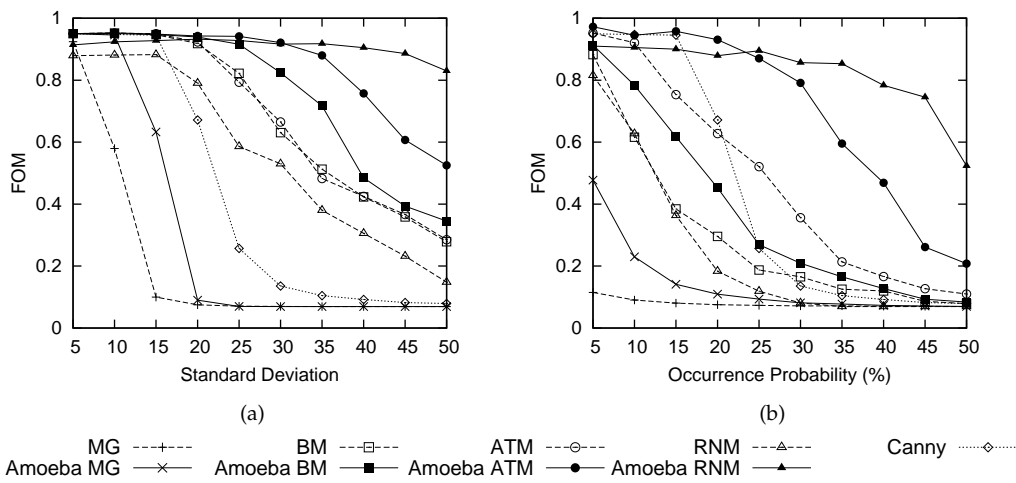 1
0.8
0.6
0.4
0.2
0
FOM
5 10 15 20 25 30 35 40 45 50
Standard Deviation
(a)
1
0.8
0.6
0.4
0.2
0
FOM
5 10 15 20 25 30 35 40 45 50
Occurrence Probability (%)
(b)
MG BM ATM RNM Canny
Amoeba MG Amoeba BM Amoeba ATM Amoeba RNM